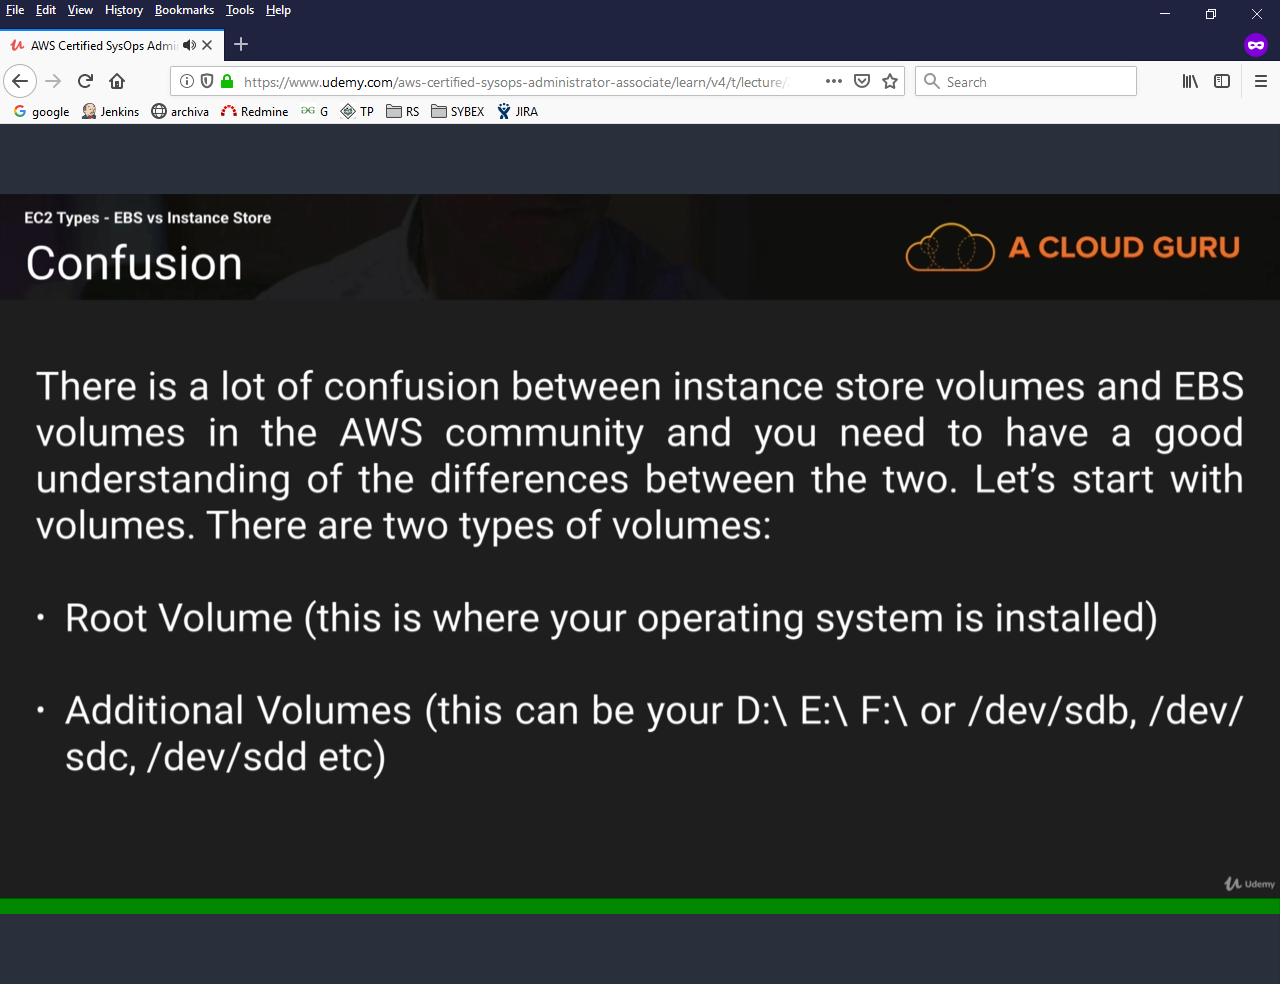 File Edit View History Bookmarks Tools Help
AWS Certified SysOps Admi
https://www.udemy.com/aws-certified-sysops-administrator-associate/learn/v4/t/lecture/
Search
google Jenkins archiva Redmine G TP RS SYBEX JIRA
EC2 Types - EBS vs Instance Store
Confusion
A CLOUD GURU
There is a lot of confusion between instance store volumes and EBS
volumes in the AWS community and you need to have a good
understanding of the differences between the two. Let’s start with
volumes. There are two types of volumes:
• Root Volume (this is where your operating system is installed)
• Additional Volumes (this can be your D:\ E:\ F:\ or /dev/sdb, /dev/
sdc, /dev/sdd etc)
Udemy